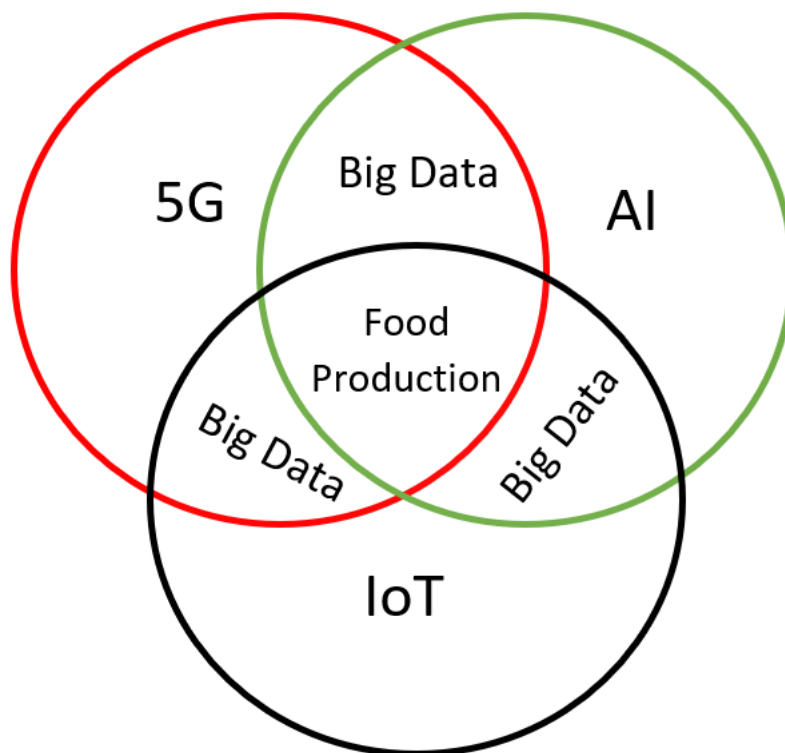 Big Data
5G
AI
Food
Production
Big Data
Big Data
IoT